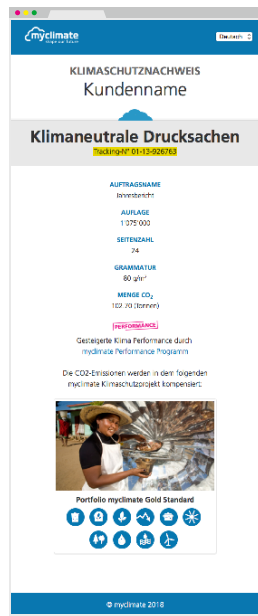 myclimate
Deutsch
KLIMASCHUTZNACHWEIS
Kundenname
Klimaneutrale Drucksachen
Tracking-N° 01-13-926763
AUFTRAGSNAME
Jahresbericht
AUFLAGE
1'075'000
SEITENZAHL
24
GRAMMATUR
80 g/m²
MENGE CO₂
102.20 (Tonnen)
PERFORMANCE
Gesteigerte Klima Performance durch
myclimate Performance Programm
Die CO2-Emissionen werden in dem folgenden
myclimate Klimaschutzprojekt kompensiert:
Portfolio myclimate Gold Standard
© myclimate 2018